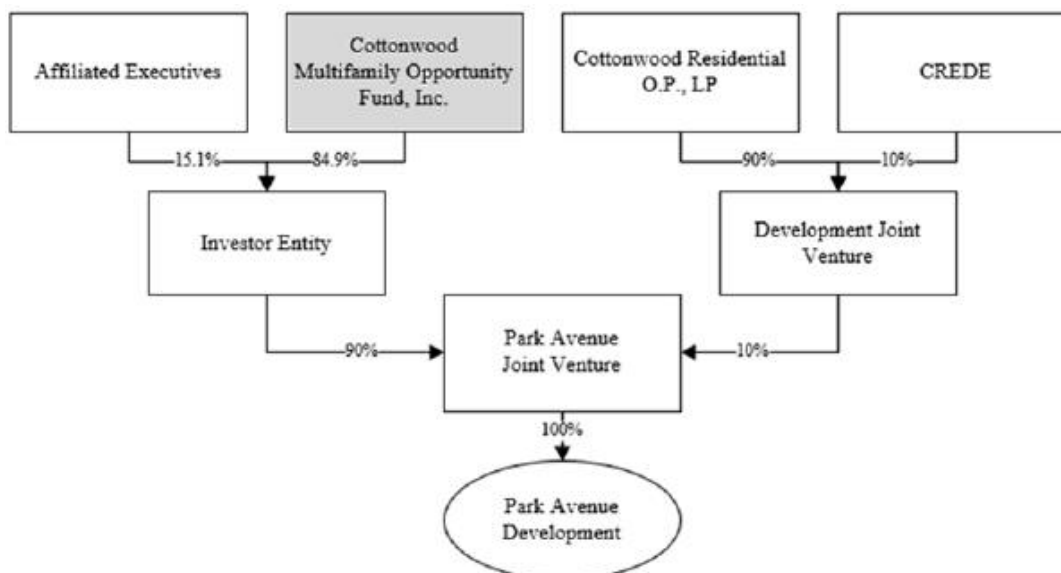 Affiliated Executives
Cottonwood
Multifamily Opportunity
Fund, Inc.
Cottonwood Residential
O.P., LP
CREDE
15.1%
84.9%
90%
10%
Investor Entity
Development Joint
Venture
Park Avenue
Joint Venture
90%
10%
100%
Park Avenue
Development